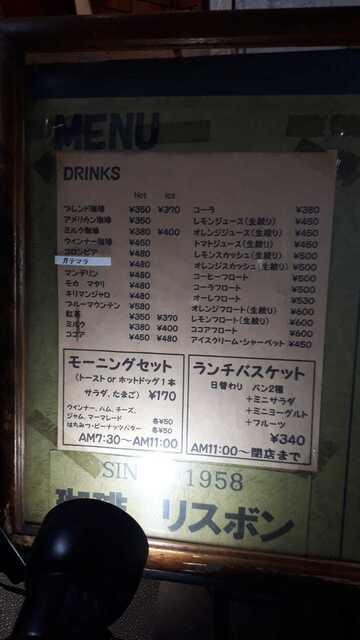 MENU
DRINKS
Hot Ice
ブレンド珈琲 ¥350 ¥370
アメリカン珈琲 ¥350
ミルク珈琲 ¥380 ¥400
ウインナー珈琲 ¥450
コロンビア ¥480
ガテマラ ¥480
マンデリン ¥480
モカ マタリ ¥480
キリマンジャロ ¥480
ブルーマウンテン ¥580
紅茶 ¥350 ¥370
ミルク ¥380 ¥400
ココア ¥450 ¥480
コーラ ¥380
レモンジュース(生絞り) ¥450
オレンジジュース(生絞り) ¥450
トマトジュース(生絞り) ¥450
レモンスカッシュ(生絞り) ¥500
オレンジスカッシュ(生絞り) ¥500
コーヒーフロート ¥500
コーラフロート ¥500
オーレフロート ¥530
オレンジフロート(生絞り) ¥600
レモンフロート(生絞り) ¥600
ココアフロート ¥600
アイスクリーム・シャーベット ¥450
モーニングセット
(トースト or ホットドッグ1本
サラダ、たまご) ¥170
ウインナー、ハム、チーズ、 各¥50
ジャム、マーマレード
はちみつ・ピーナッツバター 各¥50
AM7:30~AM11:00
ランチバスケット
日替わり パン2種
+ミニサラダ
+ミニヨーグルト
+フルーツ
¥340
AM11:00~閉店まで
1958
珈琲 リスボン